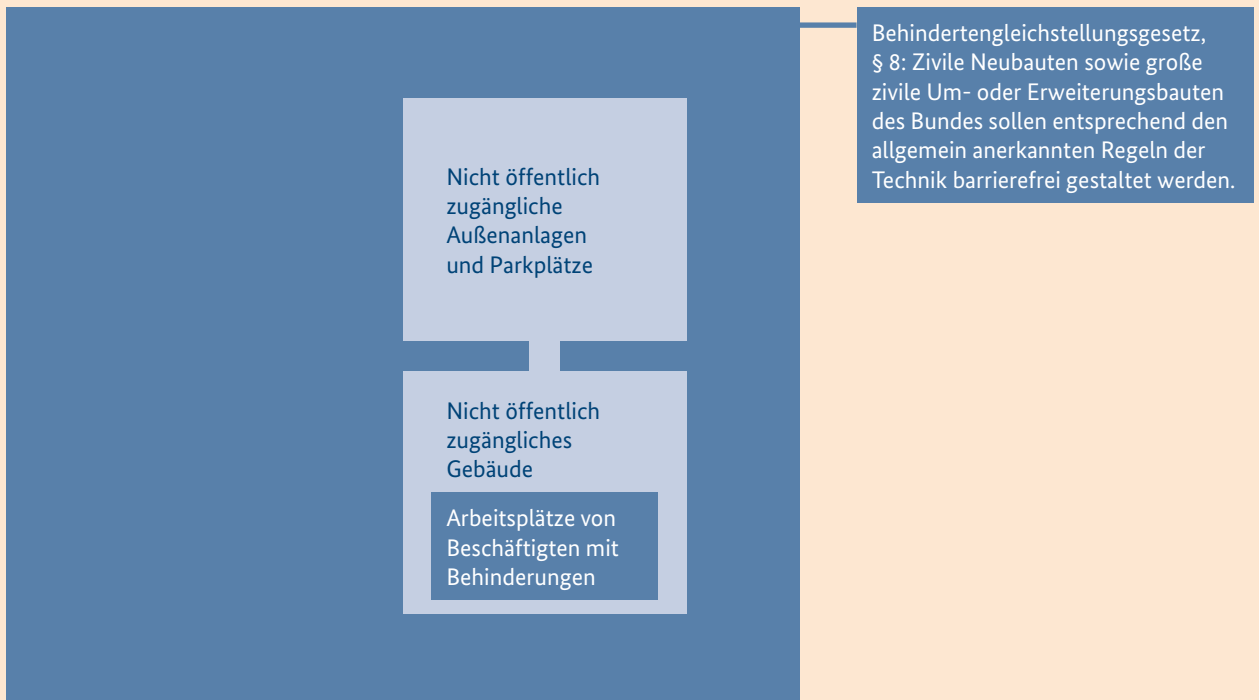 Behindertengleichstellungsgesetz,
§ 8: Zivile Neubauten sowie große
zivile Um- oder Erweiterungsbauten
des Bundes sollen entsprechend den
allgemein anerkannten Regeln der
Technik barrierefrei gestaltet werden.
Nicht öffentlich
zugängliche
Außenanlagen
und Parkplätze
Nicht öffentlich
zugängliches
Gebäude
Arbeitsplätze von
Beschäftigten mit
Behinderungen